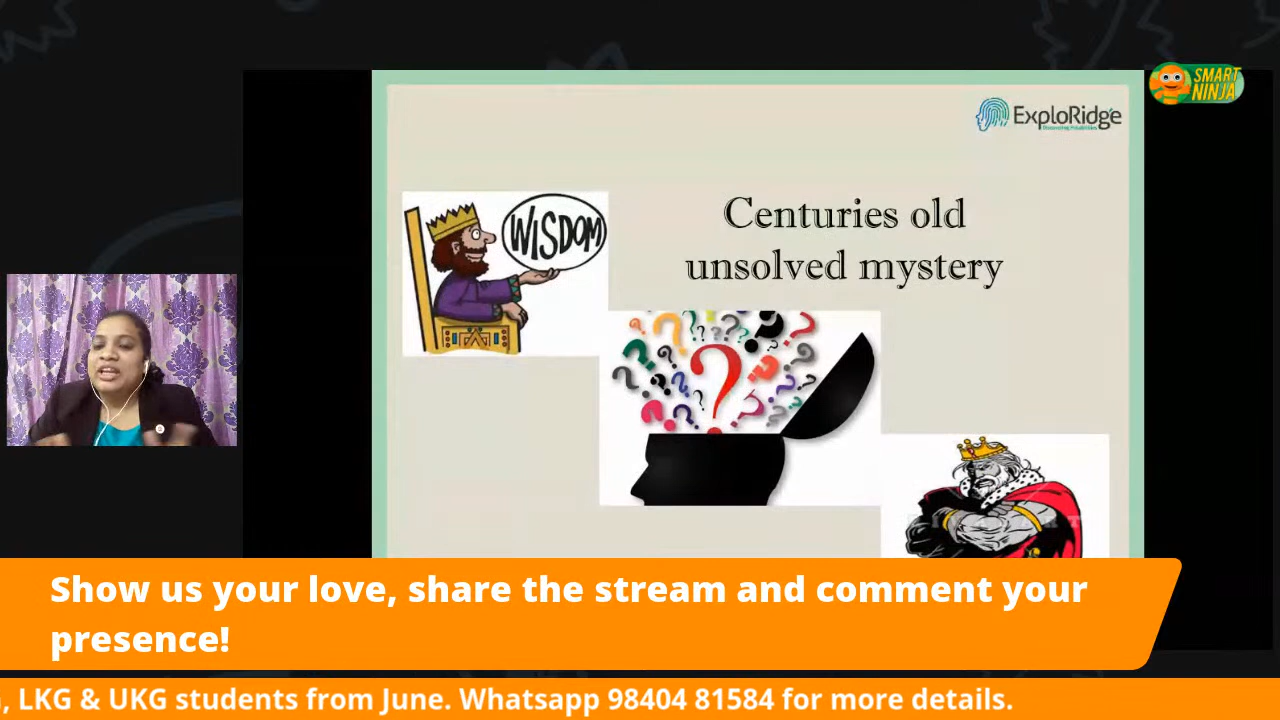 SMART
NINJA
ExploRidge
WISDOM
Centuries old
unsolved mystery
Show us your love, share the stream and comment your
presence!
, LKG & UKG students from June. Whatsapp 98404 81584 for more details.